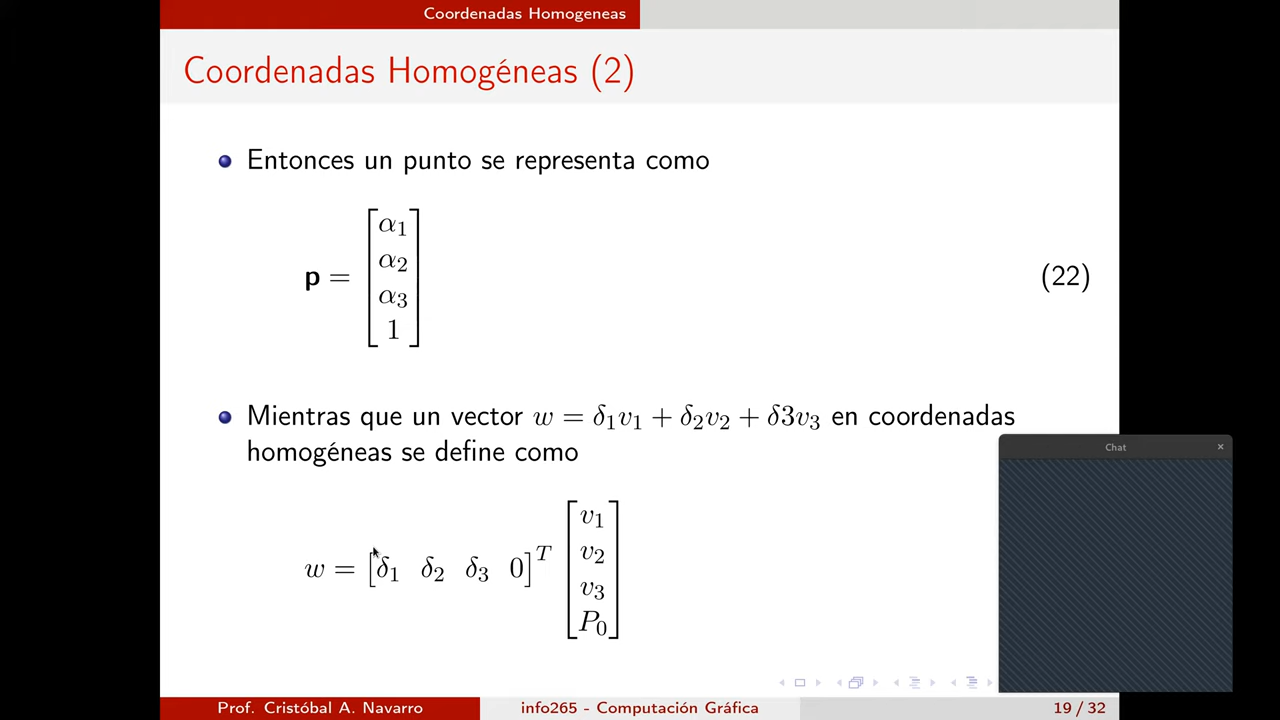 Coordenadas Homogeneas
Coordenadas Homogéneas (2)
Entonces un punto se representa como
p = [α₁ α₂ α₃ 1] (22)
Mientras que un vector w = δ₁v₁ + δ₂v₂ + δ3v₃ en coordenadas
homogéneas se define como
w = [δ₁ δ₂ δ₃ 0]ᵀ [v₁ v₂ v₃ P₀]
Chat ×
Prof. Cristóbal A. Navarro info265 - Computación Gráfica 19 / 32